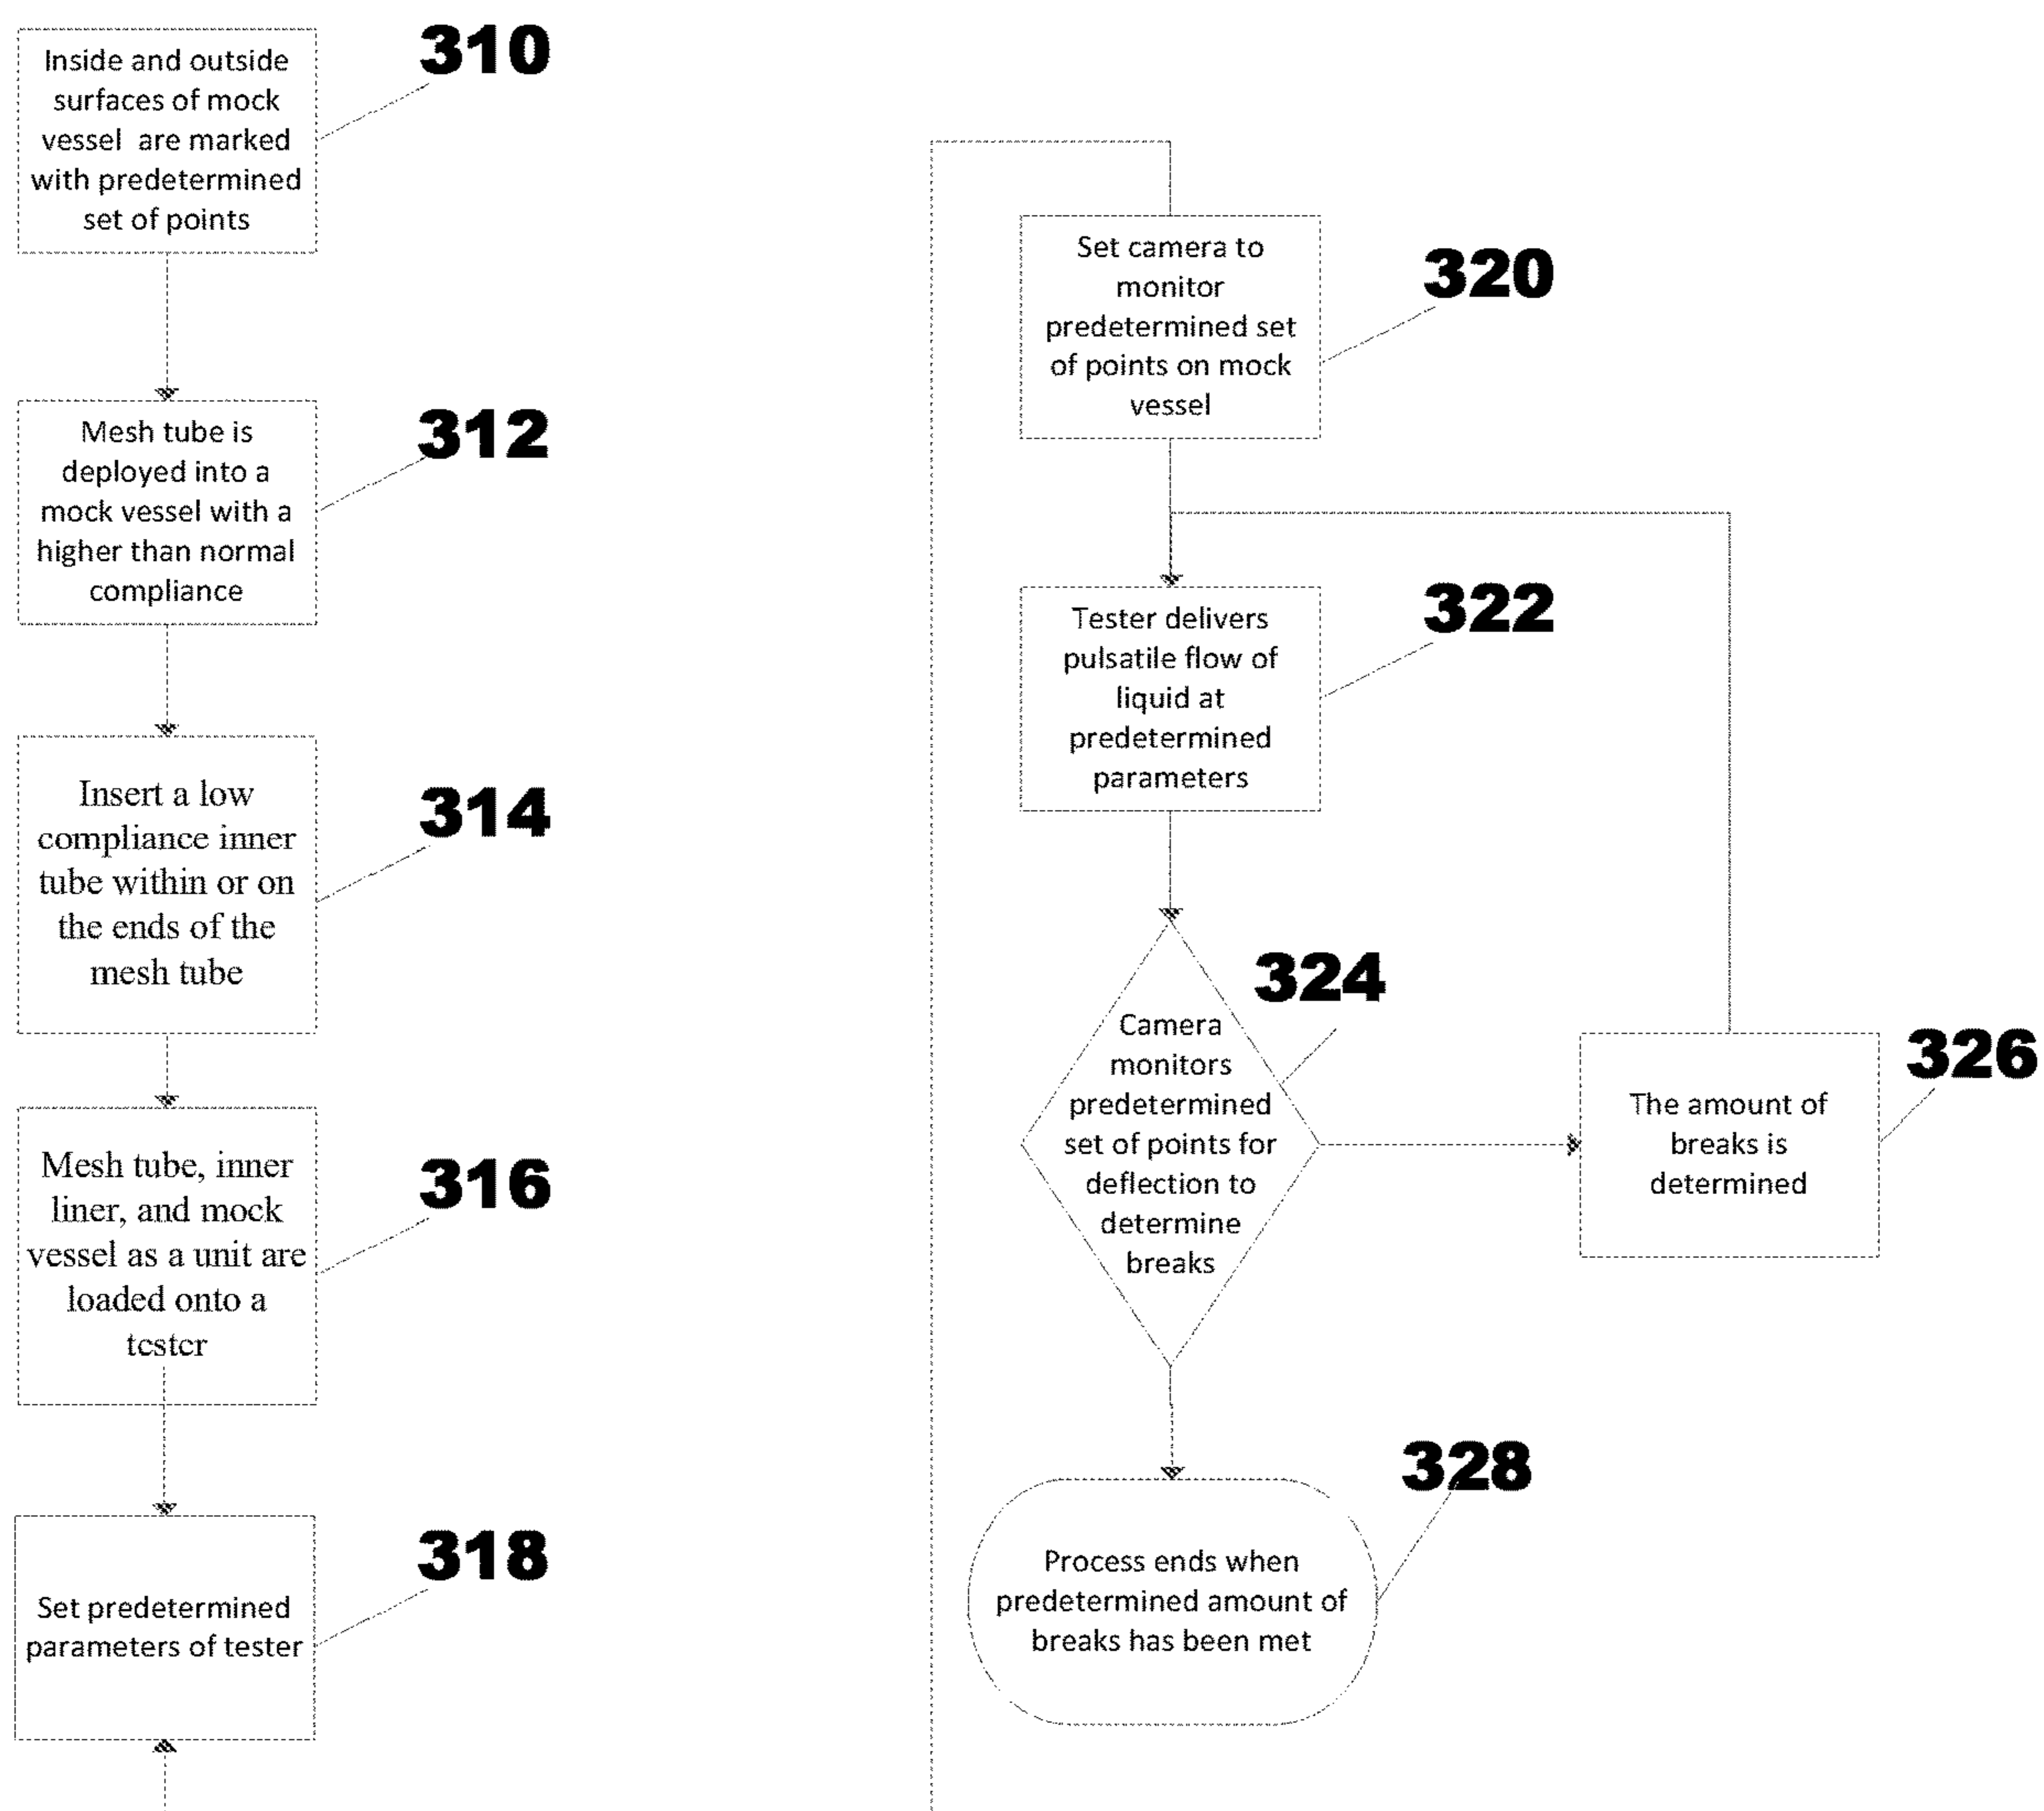 310
Inside and outside
surfaces of mock
vessel are marked
with predetermined
set of points
312
Mesh tube is
deployed into a
mock vessel with a
higher than normal
compliance
314
Insert a low
compliance inner
tube within or on
the ends of the
mesh tube
316
Mesh tube, inner
liner, and mock
vessel as a unit are
loaded onto a
tester
318
Set predetermined
parameters of tester
320
Set camera to
monitor
predetermined set
of points on mock
vessel
322
Tester delivers
pulsatile flow of
liquid at
predetermined
parameters
324
Camera
monitors
predetermined
set of points for
deflection to
determine
breaks
326
The amount of
breaks is
determined
328
Process ends when
predetermined amount of
breaks has been met